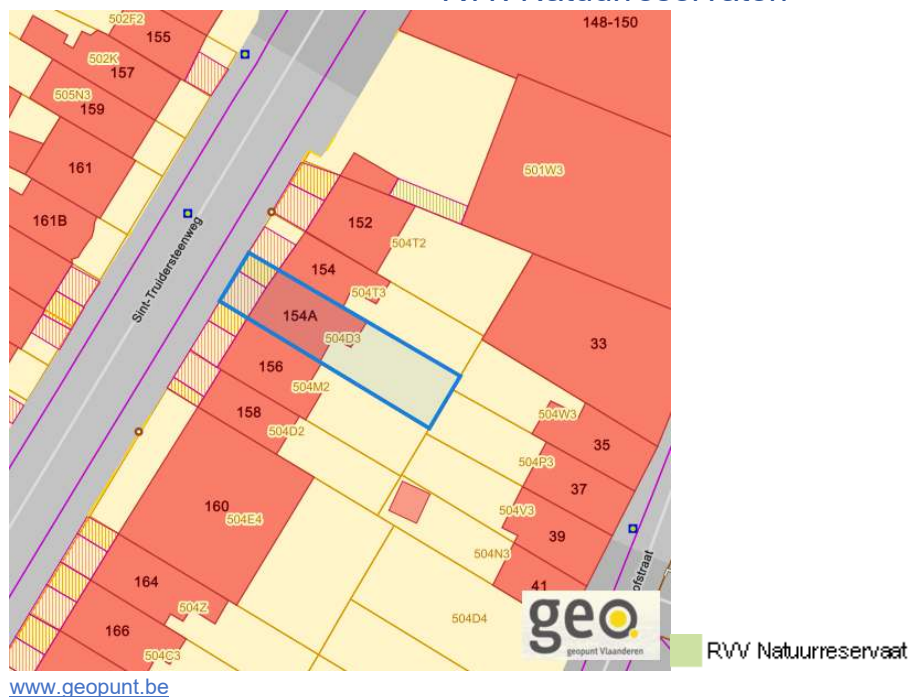 148-150
502F2
155
502K
157
505N3
159
161
501W3
161B
152
504T2
Sint-Truidersteenweg
154
504T3
154A
504D3
33
156
504M2
158
504W3
504D2
35
504P3
37
160
504V3
504E4
39
504N3
41
ofstraat
164
504Z
504D4
166
504C3
geo
geopunt Vlaanderen
RVV Natuurreservaat
www.geopunt.be